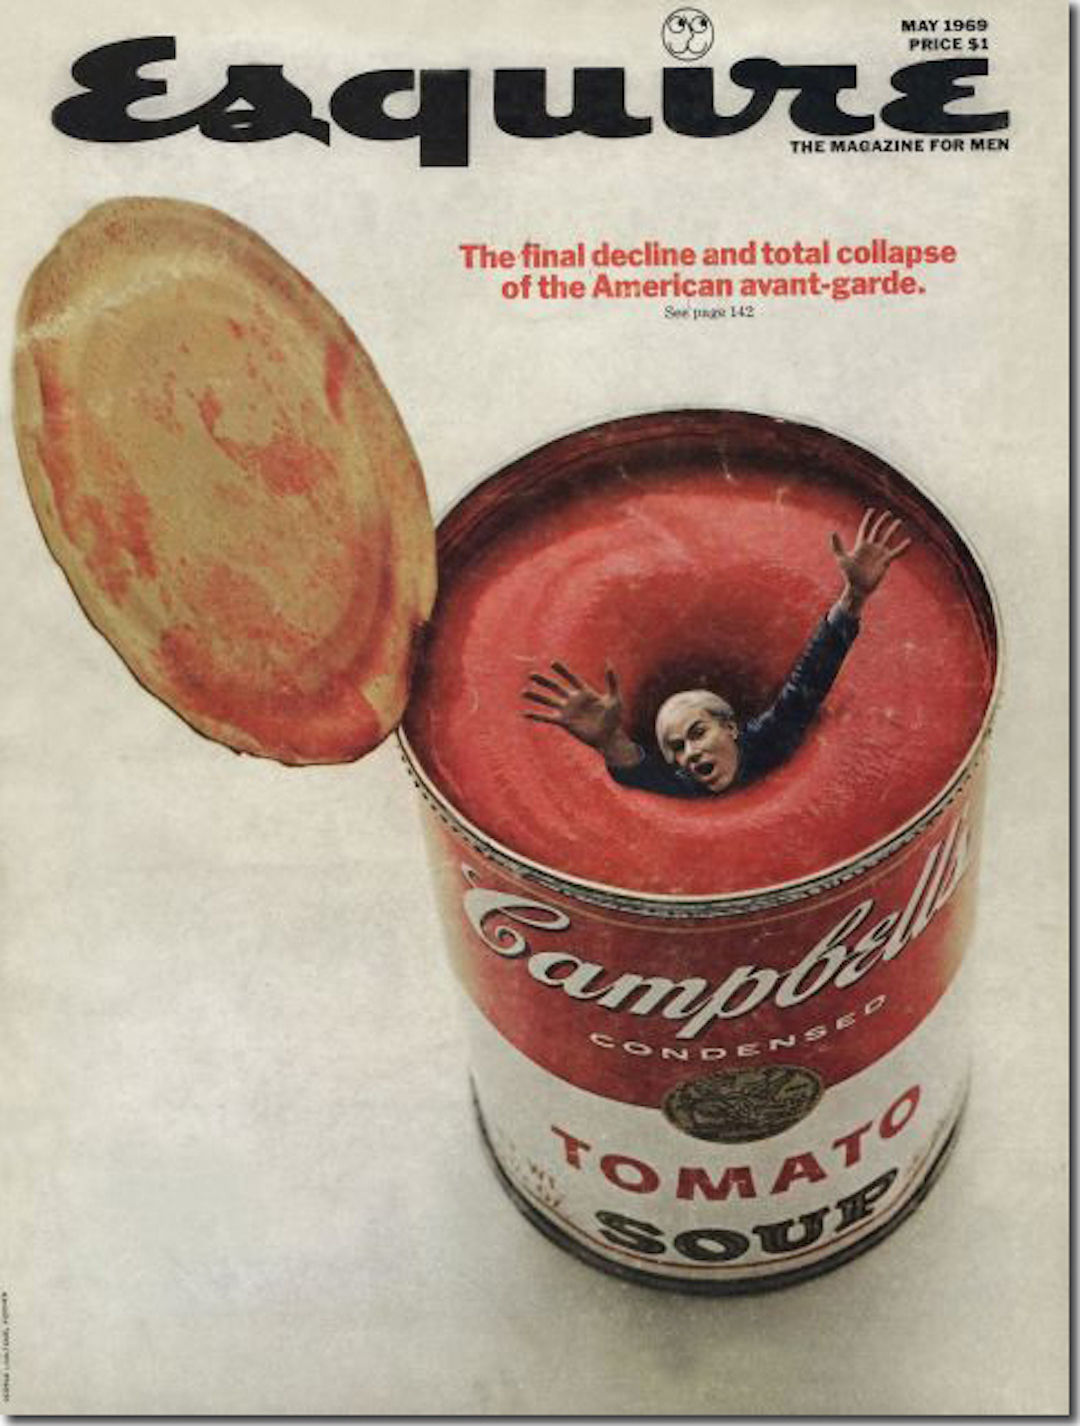 MAY 1969
PRICE $1
Esquire
THE MAGAZINE FOR MEN
The final decline and total collapse
of the American avant-garde.
See page 142
Campbell's
CONDENSED
TOMATO
SOUP